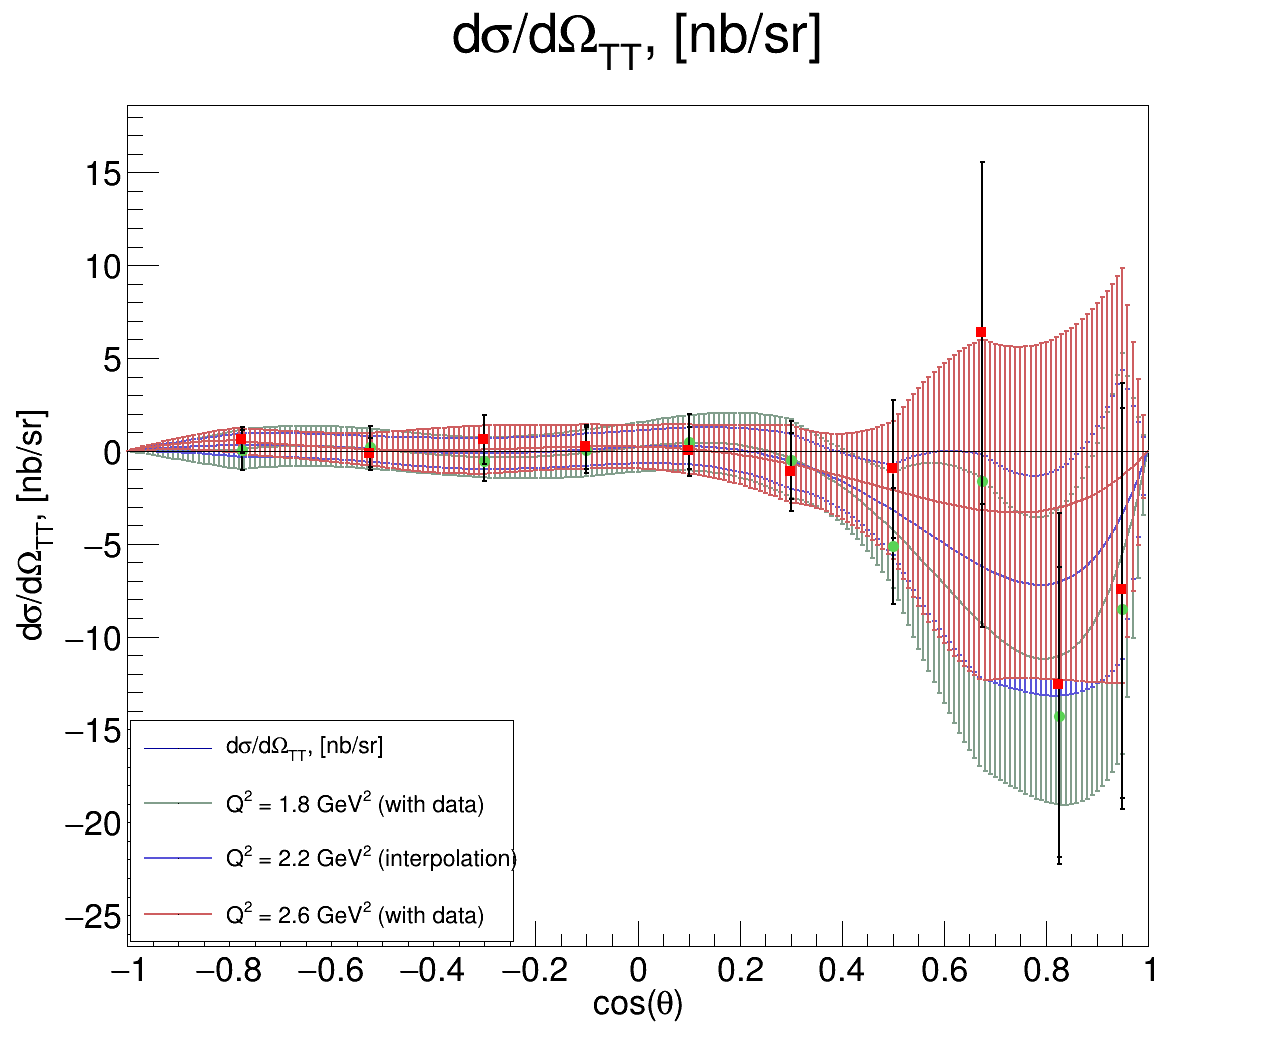 dσ/dΩ_TT, [nb/sr]
dσ/dΩ_TT, [nb/sr]
15
10
5
0
−5
−10
−15
−20
−25
dσ/dΩ_TT, [nb/sr]
Q² = 1.8 GeV² (with data)
Q² = 2.2 GeV² (interpolation)
Q² = 2.6 GeV² (with data)
−1 −0.8 −0.6 −0.4 −0.2 0 0.2 0.4 0.6 0.8 1
cos(θ)